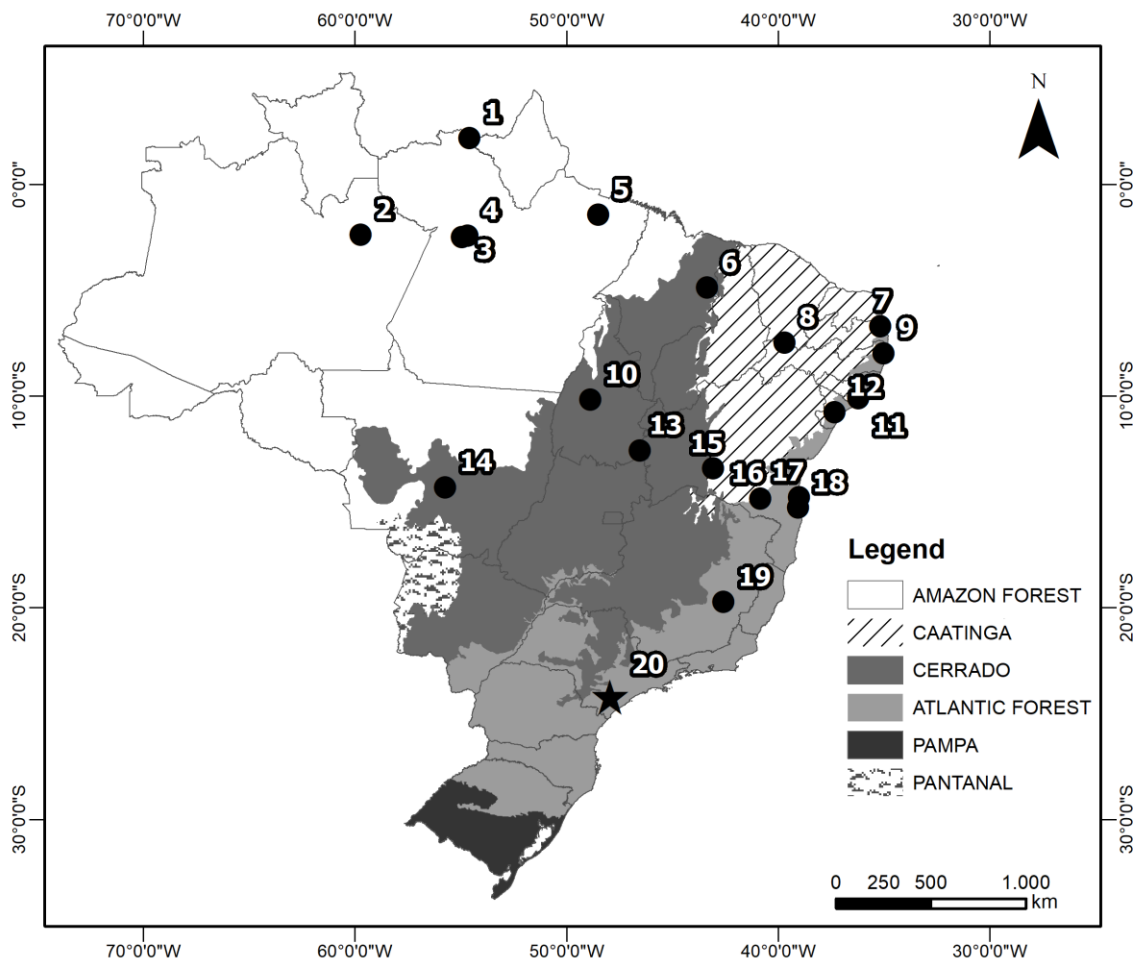 70°0'0"W 60°0'0"W 50°0'0"W 40°0'0"W 30°0'0"W
N
1
0°0'0"
0°0'0"
5
2
4
3
6
7
8
9
10
12
10°0'0"S
10°0'0"S
11
13
15
14
16
17
18
Legend
19
AMAZON FOREST
20°0'0"S
20°0'0"S
CAATINGA
20
CERRADO
ATLANTIC FOREST
PAMPA
PANTANAL
30°0'0"S
30°0'0"S
0 250 500 1.000
km
70°0'0"W 60°0'0"W 50°0'0"W 40°0'0"W 30°0'0"W